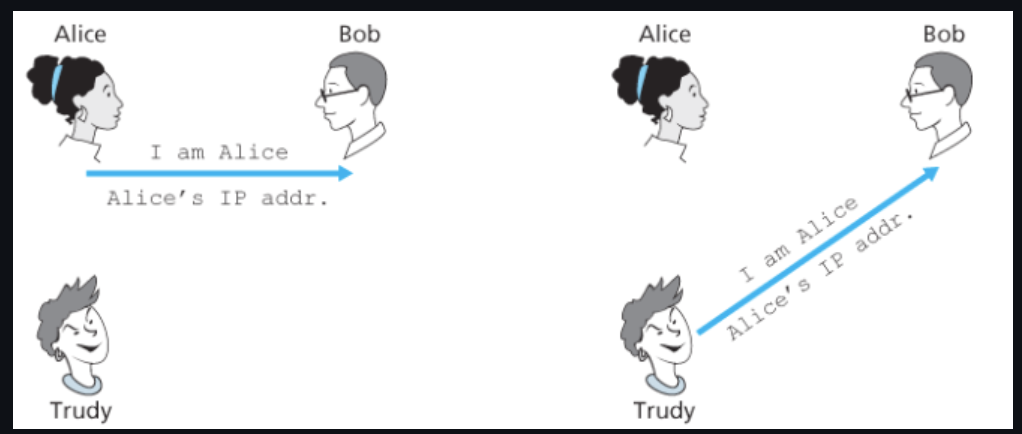 Alice
Bob
I am Alice
Alice's IP addr.
Trudy
Alice
Bob
I am Alice
Alice's IP addr.
Trudy